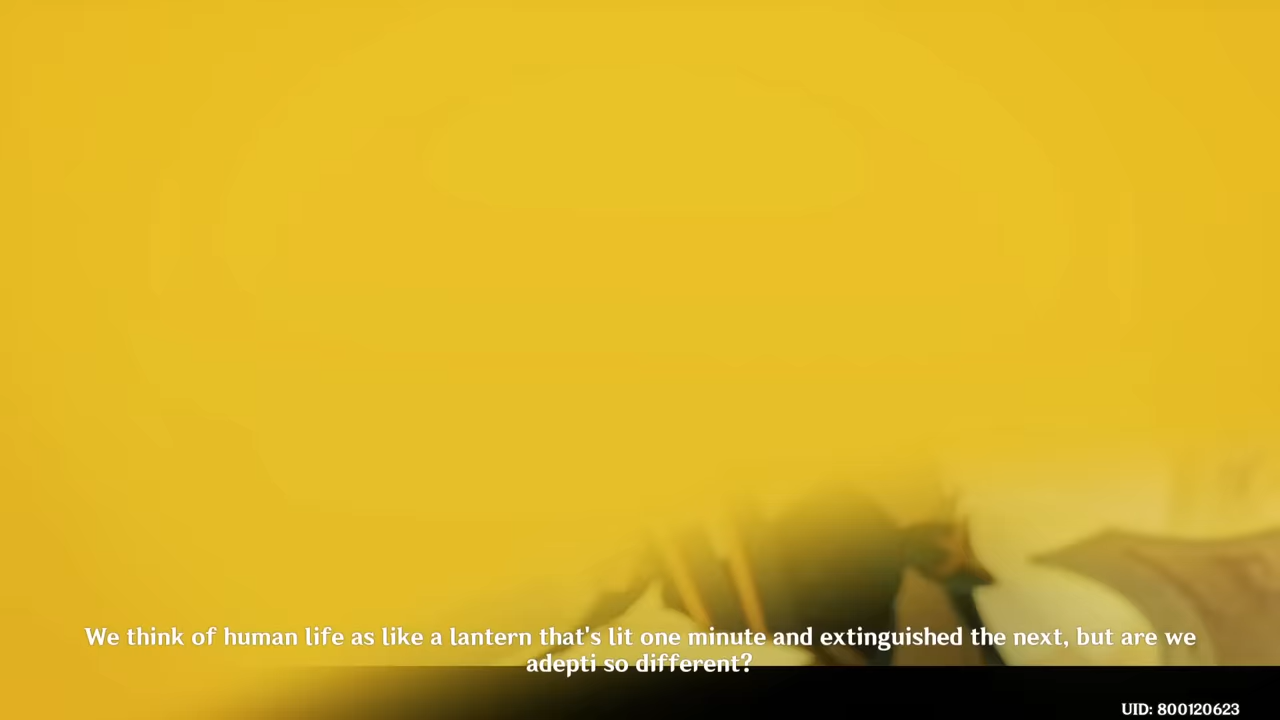 We think of human life as like a lantern that's lit one minute and extinguished the next, but are we
adepti so different?
UID: 800120623